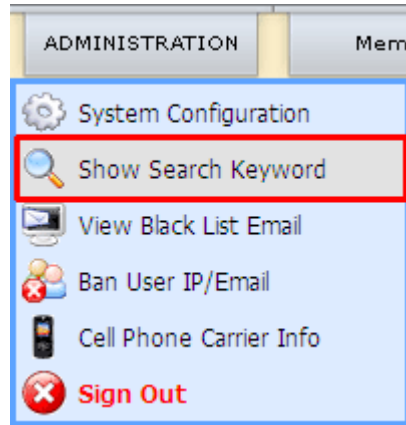 ADMINISTRATION Mem
System Configuration
Show Search Keyword
View Black List Email
Ban User IP/Email
Cell Phone Carrier Info
Sign Out